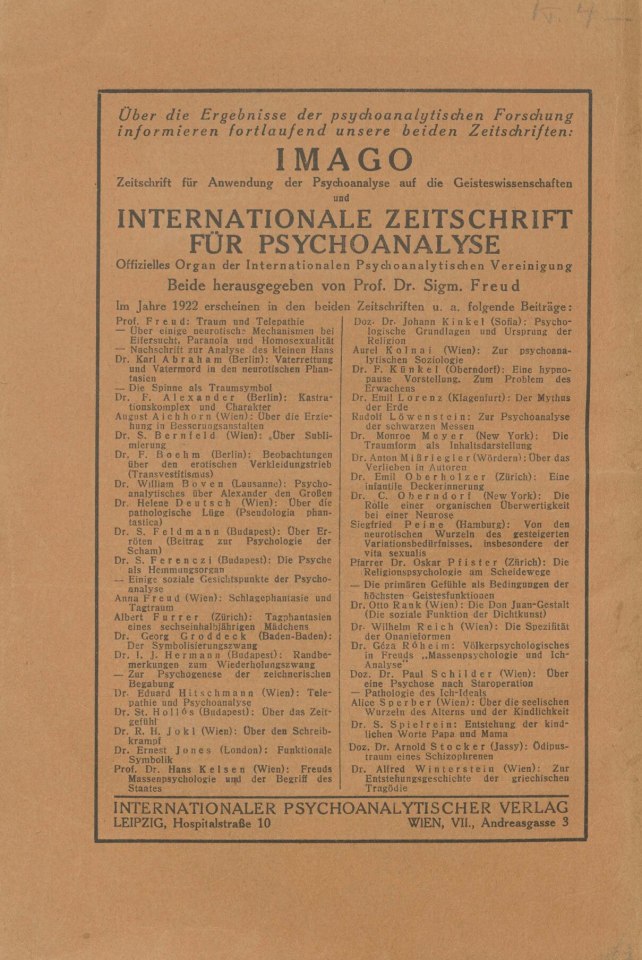 Über die Ergebnisse der psychoanalytischen Forschung
informieren fortlaufend unsere beiden Zeitschriften:
IMAGO
Zeitschrift für Anwendung der Psychoanalyse auf die Geisteswissenschaften
und
INTERNATIONALE ZEITSCHRIFT
FÜR PSYCHOANALYSE
Offizielles Organ der Internationalen Psychoanalytischen Vereinigung
Beide herausgegeben von Prof. Dr. Sigm. Freud
Im Jahre 1922 erscheinen in den beiden Zeitschriften u. a. folgende Beiträge:
Prof. Freud: Traum und Telepathie
— Über einige neurotische Mechanismen bei
Eifersucht, Paranoia und Homosexualität
— Nachschrift zur Analyse des kleinen Hans
Dr. Karl Abraham (Berlin): Vaterrettung
und Vatermord in den neurotischen Phan-
tasien
— Die Spinne als Traumsymbol
Dr. F. Alexander (Berlin): Kastra-
tionskomplex und Charakter
August Aichhorn (Wien): Über die Erzie-
hung in Besserungsanstalten
Dr. S. Bernfeld (Wien): „Über Subli-
mierung
Dr. F. Boehm (Berlin): Beobachtungen
über den erotischen Verkleidungstrieb
(Transvestitismus)
Dr. William Boven (Lausanne): Psycho-
analytisches über Alexander den Großen
Dr. Helene Deutsch (Wien): Über die
pathologische Lüge (Pseudologia phan-
tastica)
Dr. S. Feldmann (Budapest): Über Er-
röten (Beitrag zur Psychologie der
Scham)
Dr. S. Ferenczi (Budapest): Die Psyche
als Hemmungsorgan
— Einige soziale Gesichtspunkte der Psycho-
analyse
Anna Freud (Wien): Schlagephantasie und
Tagtraum
Albert Furrer (Zürich): Tagphantasien
eines sechseinhalbjährigen Mädchens
Dr. Georg Groddeck (Baden-Baden):
Der Symbolisierungszwang
Dr. I. J. Hermann (Budapest): Randbe-
merkungen zum Wiederholungszwang
— Zur Psychogenese der zeichnerischen
Begabung
Dr. Eduard Hitschmann (Wien): Tele-
pathie und Psychoanalyse
Dr. St. Hollós (Budapest): Über das Zeit-
gefühl
Dr. R. H. Jokl (Wien): Über den Schreib-
krampf
Dr. Ernest Jones (London): Funktionale
Symbolik
Prof. Dr. Hans Kelsen (Wien): Freuds
Massenpsychologie und der Begriff des
Staates
Doz. Dr. Johann Kinkel (Sofia): Psycho-
logische Grundlagen und Ursprung der
Religion
Aurel Kolnai (Wien): Zur psychoana-
lytischen Soziologie
Dr. F. Künkel (Oberndorf): Eine hypno-
pause Vorstellung. Zum Problem des
Erwachens
Dr. Emil Lorenz (Klagenfurt): Der Mythus
der Erde
Rudolf Löwenstein: Zur Psychoanalyse
der schwarzen Messen
Dr. Monroe Meyer (New York): Die
Traumform als Inhaltsdarstellung
Dr. Anton Mißriegler (Wördern): Über das
Verlieben in Autoren
Dr. Emil Oberholzer (Zürich): Eine
infantile Deckerinnerung
Dr. C. Oberndorf (New York): Die
Rolle einer organischen Überwertigkeit
bei einer Neurose
Siegfried Peine (Hamburg): Von den
neurotischen Wurzeln des gesteigerten
Variationsbedürfnisses, insbesondere der
vita sexualis
Pfarrer Dr. Oskar Pfister (Zürich): Die
Religionspsychologie am Scheidewege
— Die primären Gefühle als Bedingungen der
höchsten Geistesfunktionen
Dr. Otto Rank (Wien): Die Don Juan-Gestalt
(Die soziale Funktion der Dichtkunst)
Dr. Wilhelm Reich (Wien): Die Spezifität
der Onanieformen
Dr. Géza Róheim: Völkerpsychologisches
in Freuds „Massenpsychologie und Ich-
Analyse“
Doz. Dr. Paul Schilder (Wien): Über
eine Psychose nach Staroperation
— Pathologie des Ich-Ideals
Alice Sperber (Wien): Über die seelischen
Wurzeln des Alterns und der Kindlichkeit
Dr. S. Spielrein: Entstehung der kind-
lichen Worte Papa und Mama
Doz. Dr. Arnold Stocker (Jassy): Ödipus-
traum eines Schizophrenen
Dr. Alfred Winterstein (Wien): Zur
Entstehungsgeschichte der griechischen
Tragödie
INTERNATIONALER PSYCHOANALYTISCHER VERLAG
LEIPZIG, Hospitalstraße 10 WIEN, VII., Andreasgasse 3